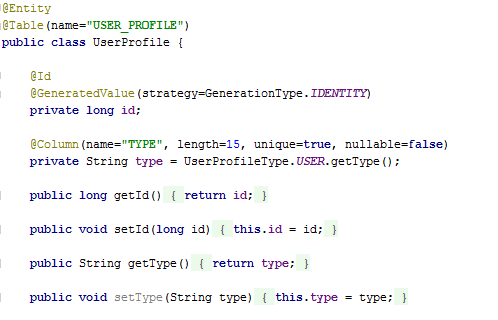 @Entity
@Table(name="USER_PROFILE")
public class UserProfile {
@Id
@GeneratedValue(strategy=GenerationType.IDENTITY)
private long id;
@Column(name="TYPE", length=15, unique=true, nullable=false)
private String type = UserProfileType.USER.getType();
public long getId() { return id; }
public void setId(long id) { this.id = id; }
public String getType() { return type; }
public void setType(String type) { this.type = type; }